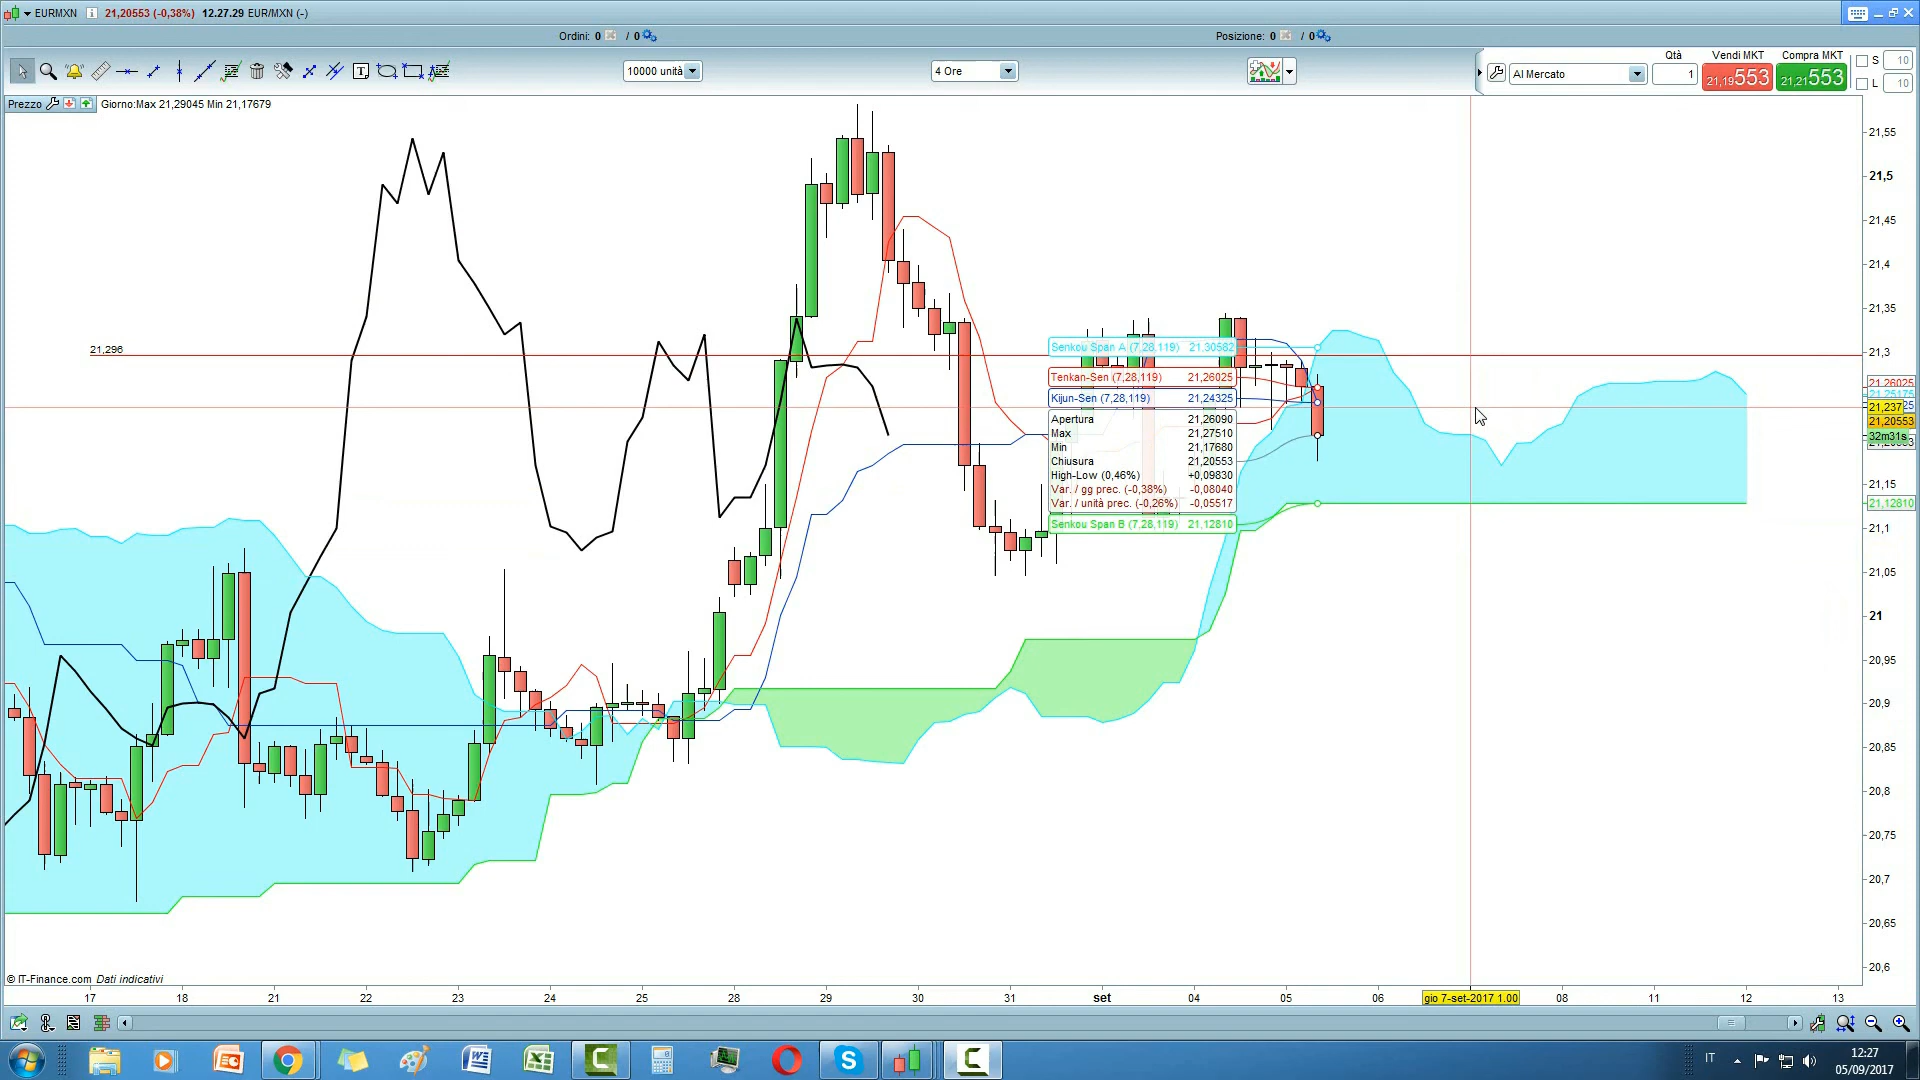 EURMXN 21,20553 (-0,38%) 12.27.29 EUR/MXN (-)
Ordini: 0 / 0 Posizione: 0 / 0
10000 unità 4 Ore Al Mercato Qtà 1 Vendi MKT 21,19553 Compra MKT 21,21553 S 10
L 10
Prezzo Giorno:Max 21,29045 Min 21,17679
21,296
Senkou Span A (7,28,119) 21,30582
Tenkan-Sen (7,28,119) 21,26025
Kijun-Sen (7,28,119) 21,24325
Apertura 21,26090
Max 21,27510
Min 21,17680
Chiusura 21,20553
High-Low (0,46%) +0,09830
Var. / gg prec. (-0,38%) -0,08040
Var. / unità prec. (-0,26%) -0,05517
Senkou Span B (7,28,119) 21,12810
21,55
21,5
21,45
21,4
21,35
21,3
21,26025
21,237
21,20553
32m31s
21,15
21,12810
21,1
21,05
21
20,95
20,9
20,85
20,8
20,75
20,7
20,65
20,6
© IT-Finance.com Dati indicativi
17 18 21 22 23 24 25 28 29 30 31 set 04 05 06 gio 7-set-2017 1.00 08 11 12 13
IT 12:27
05/09/2017